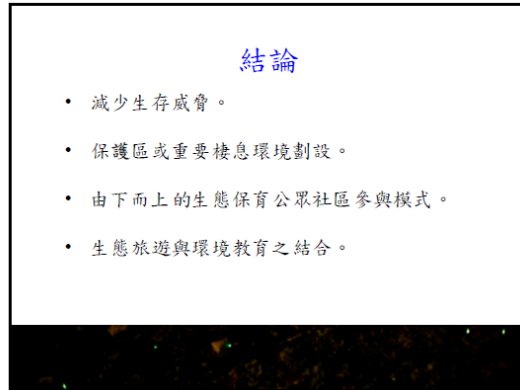 結論
• 減少生存威脅。
• 保護區或重要棲息環境劃設。
• 由下而上的生態保育公眾社區參與模式。
• 生態旅遊與環境教育之結合。